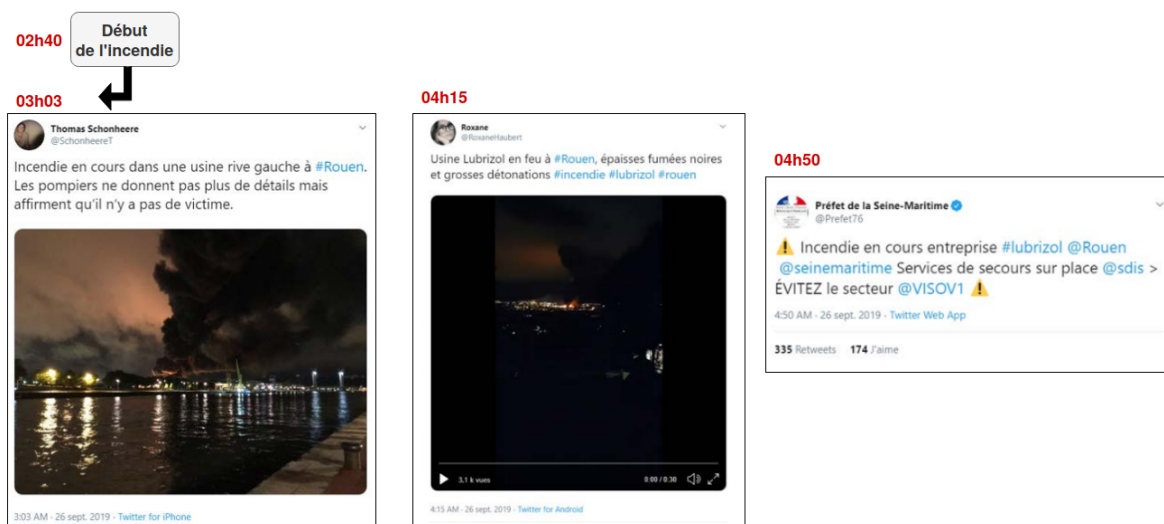 02h40
Début
de l'incendie
03h03
Thomas Schonheere
@SchonheereT
Incendie en cours dans une usine rive gauche à #Rouen.
Les pompiers ne donnent pas plus de détails mais
affirment qu'il n'y a pas de victime.
3:03 AM - 26 sept. 2019 - Twitter for iPhone
04h15
Roxane
@RoxaneHaubert
Usine Lubrizol en feu à #Rouen, épaisses fumées noires
et grosses détonations #incendie #lubrizol #rouen
3,1 k vues
0:00 / 0:30
4:15 AM - 26 sept. 2019 - Twitter for Android
04h50
Préfet de la Seine-Maritime
@Prefet76
⚠ Incendie en cours entreprise #lubrizol @Rouen
@seinemaritime Services de secours sur place @sdis >
ÉVITEZ le secteur @VISOV1 ⚠
4:50 AM - 26 sept. 2019 - Twitter Web App
335 Retweets 174 J'aime